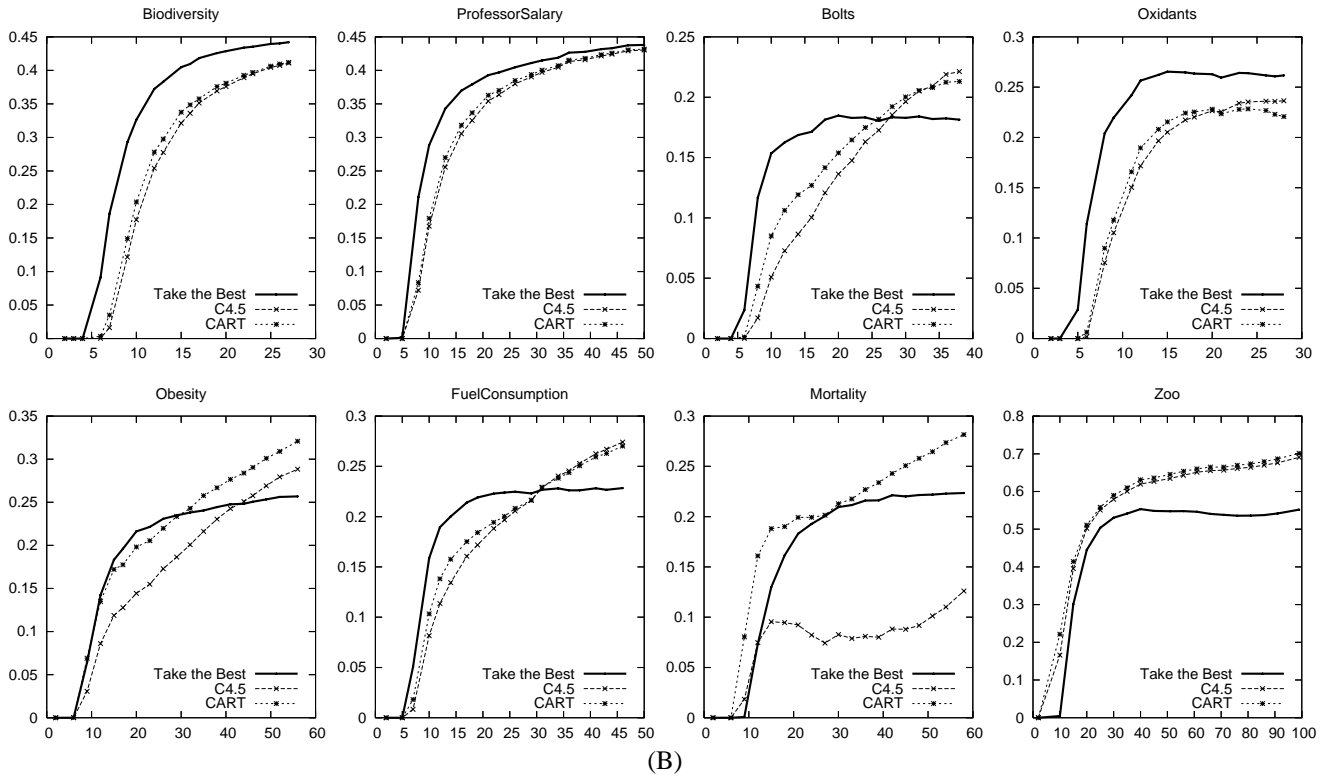 Biodiversity
0.45
0.4
0.35
0.3
0.25
0.2
0.15
0.1
0.05
0
Take the Best
C4.5
CART
0 5 10 15 20 25 30
ProfessorSalary
0.45
0.4
0.35
0.3
0.25
0.2
0.15
0.1
0.05
0
Take the Best
C4.5
CART
0 5 10 15 20 25 30 35 40 45 50
Bolts
0.25
0.2
0.15
0.1
0.05
0
Take the Best
C4.5
CART
0 5 10 15 20 25 30 35 40
Oxidants
0.3
0.25
0.2
0.15
0.1
0.05
0
Take the Best
C4.5
CART
0 5 10 15 20 25 30
Obesity
0.35
0.3
0.25
0.2
0.15
0.1
0.05
0
Take the Best
C4.5
CART
0 10 20 30 40 50 60
FuelConsumption
0.3
0.25
0.2
0.15
0.1
0.05
0
Take the Best
C4.5
CART
0 5 10 15 20 25 30 35 40 45 50
Mortality
0.3
0.25
0.2
0.15
0.1
0.05
0
Take the Best
C4.5
CART
0 10 20 30 40 50 60
Zoo
0.8
0.7
0.6
0.5
0.4
0.3
0.2
0.1
0
Take the Best
C4.5
CART
0 10 20 30 40 50 60 70 80 90 100
(B)